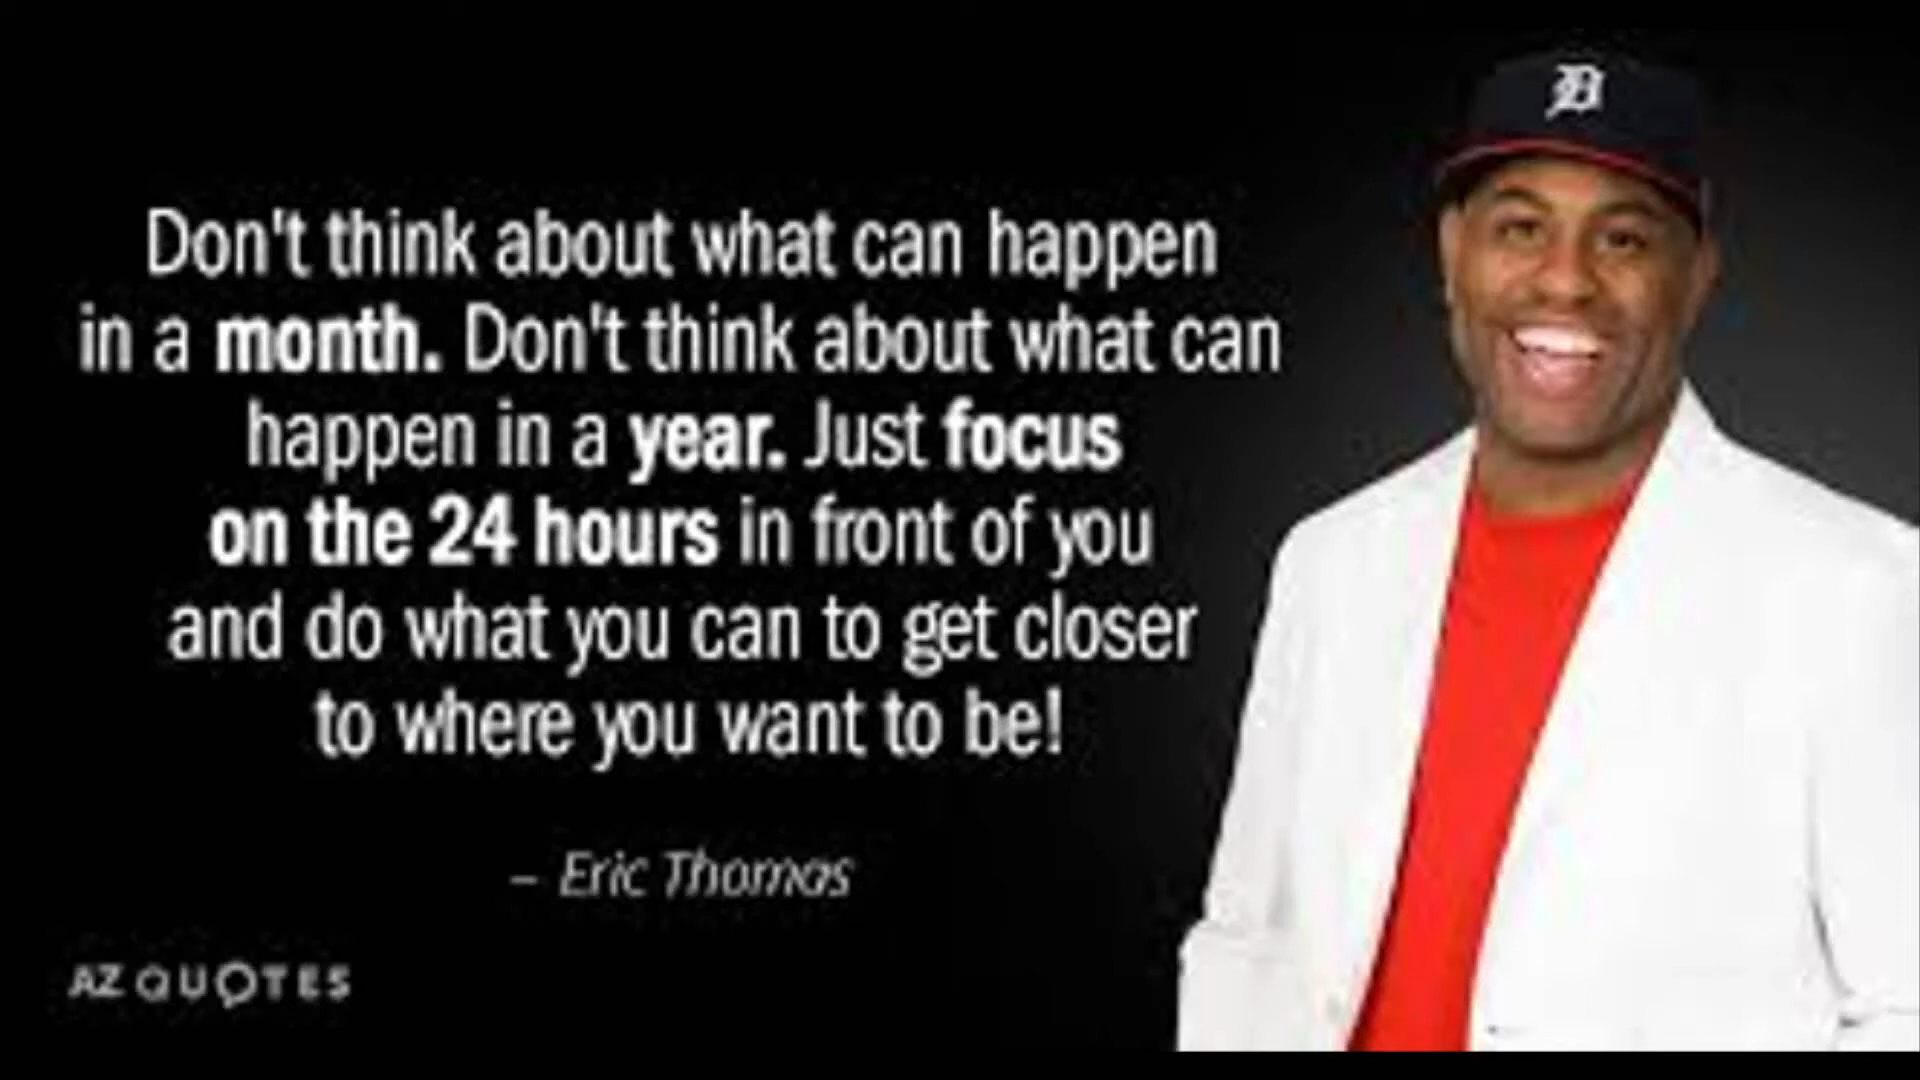 Don't think about what can happen
in a month. Don't think about what can
happen in a year. Just focus
on the 24 hours in front of you
and do what you can to get closer
to where you want to be!
– Eric Thomas
AZ QUOTES
D